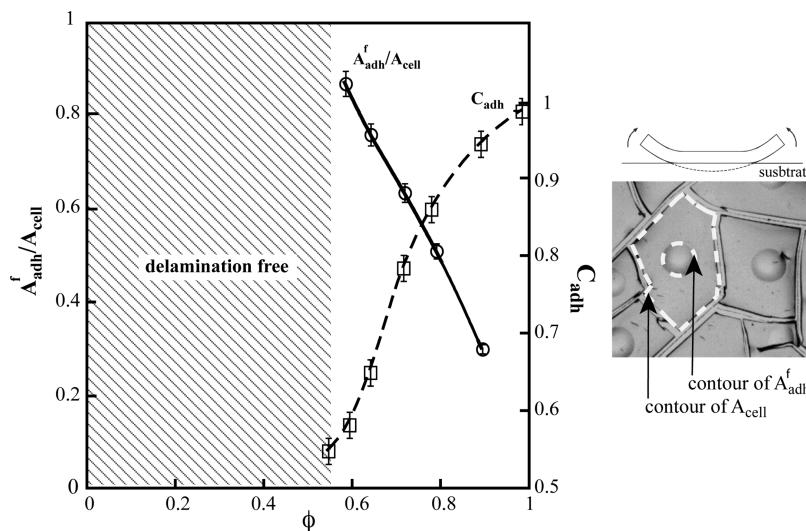 1
0.8
0.6
0.4
0.2
0
A^f_adh/A_cell
A^f_adh/A_cell
C_adh
delamination free
1
0.9
0.8
0.7
0.6
0.5
C_adh
0
0.2
0.4
0.6
0.8
1
ϕ
susbtrat
contour of A^f_adh
contour of A_cell